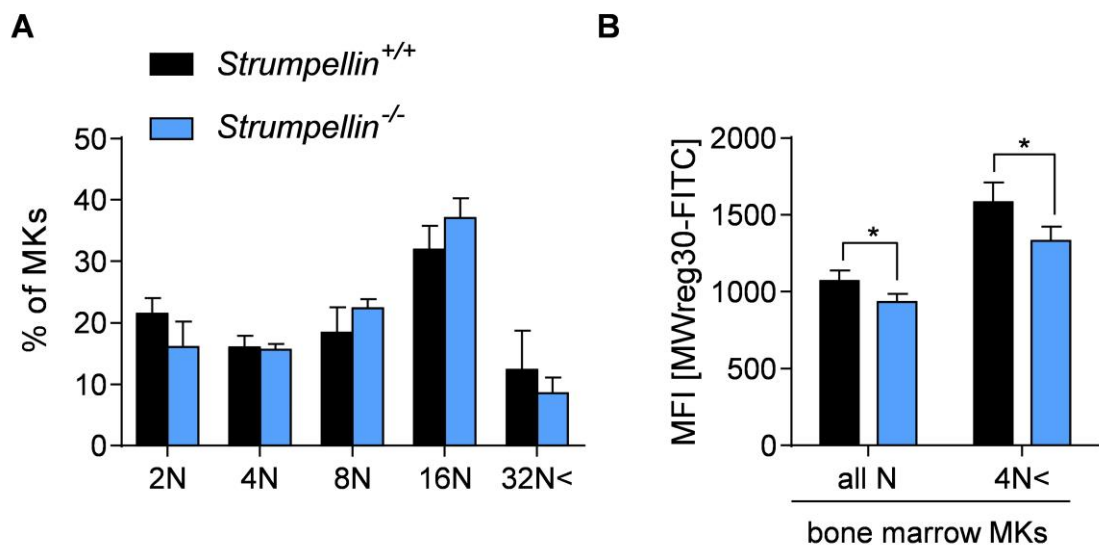 A
Strumpellin+/+
Strumpellin-/-
% of MKs
50
40
30
20
10
0
2N 4N 8N 16N 32N<
B
MFI [MWreg30-FITC]
2000
1500
1000
500
0
* *
all N 4N<
bone marrow MKs